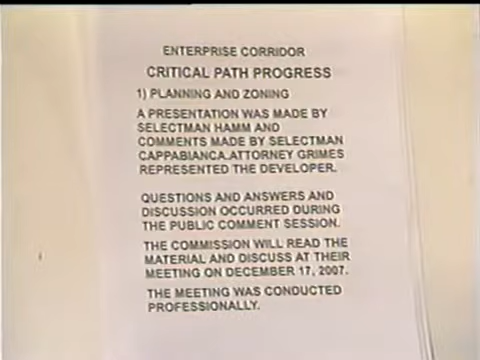 ENTERPRISE CORRIDOR
CRITICAL PATH PROGRESS
1) PLANNING AND ZONING
A PRESENTATION WAS MADE BY
SELECTMAN HAMM AND
COMMENTS MADE BY SELECTMAN
CAPPABIANCA.ATTORNEY GRIMES
REPRESENTED THE DEVELOPER.
QUESTIONS AND ANSWERS AND
DISCUSSION OCCURRED DURING
THE PUBLIC COMMENT SESSION.
THE COMMISSION WILL READ THE
MATERIAL AND DISCUSS AT THEIR
MEETING ON DECEMBER 17, 2007.
THE MEETING WAS CONDUCTED
PROFESSIONALLY.